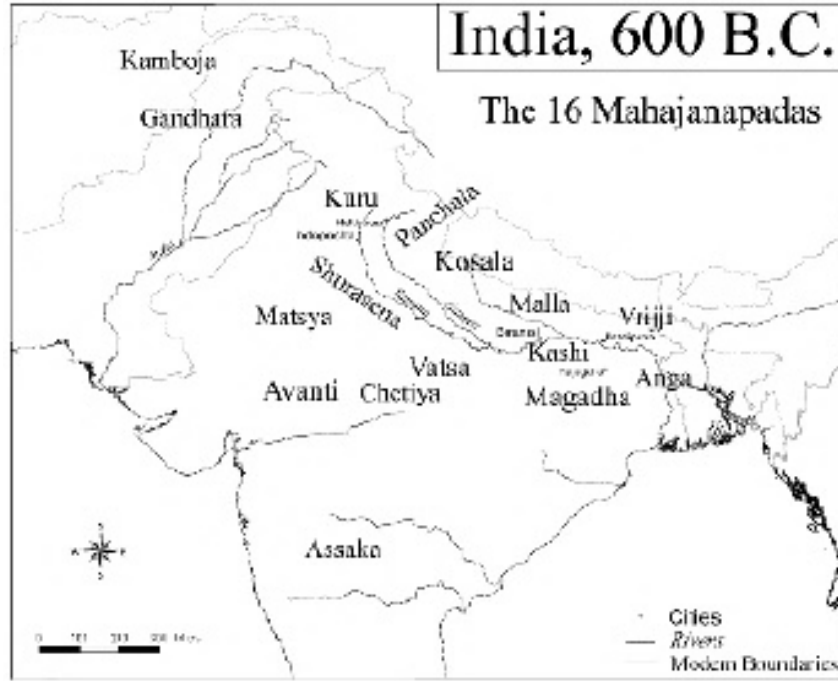 India, 600 B.C.
The 16 Mahajanapadas
Kamboja
Gandhara
Kuru
Panchala
Shurasena
Kosala
Matsya
Malla
Vrijji
Vatsa
Kashi
Avanti
Chetiya
Magadha
Anga
Assaka
Cities
Rivers
Modern Boundaries